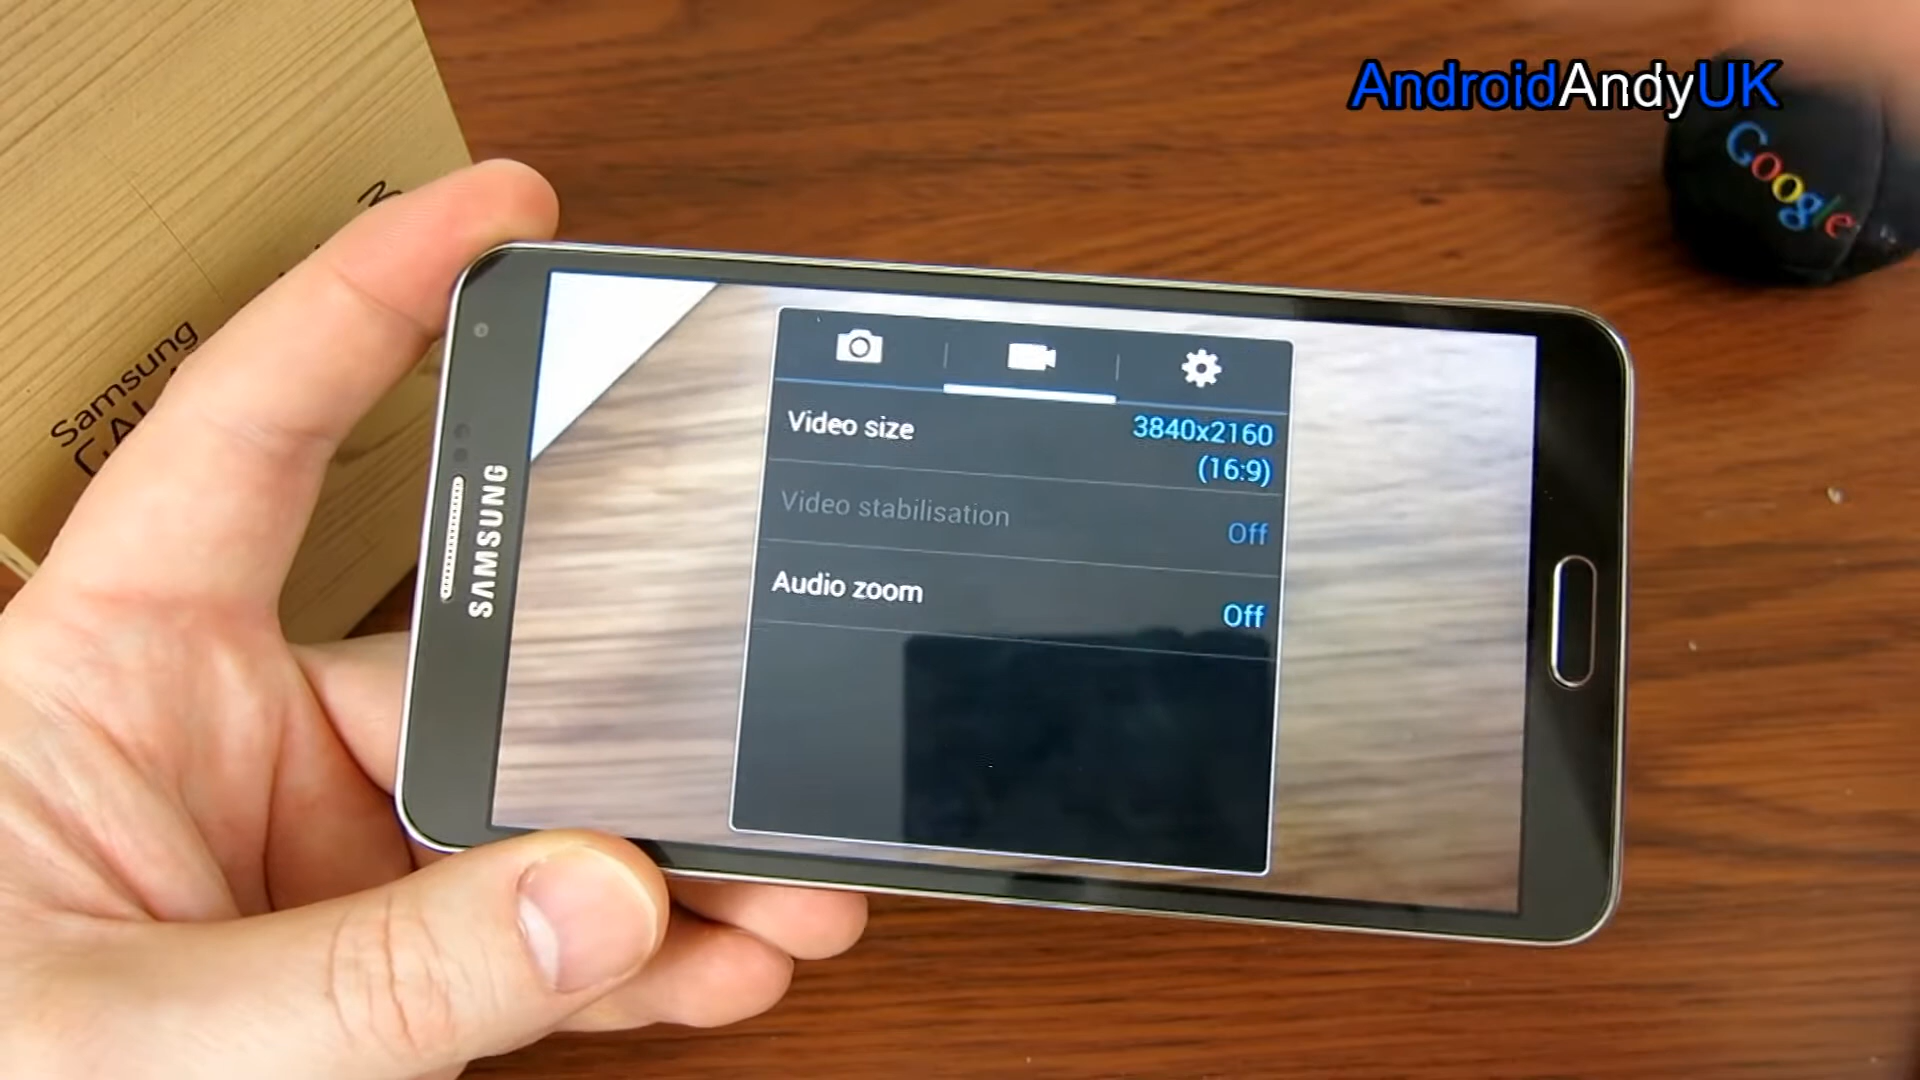 AndroidAndyUK
Google
Samsung
SAMSUNG
Video size
3840x2160
(16:9)
Video stabilisation
Off
Audio zoom
Off